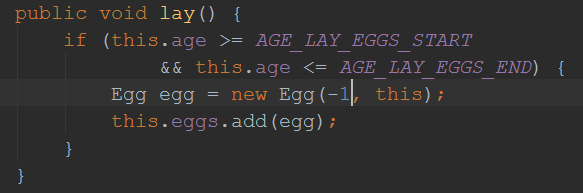 public void lay() {
if (this.age >= AGE_LAY_EGGS_START
&& this.age <= AGE_LAY_EGGS_END) {
Egg egg = new Egg(-1, this);
this.eggs.add(egg);
}
}